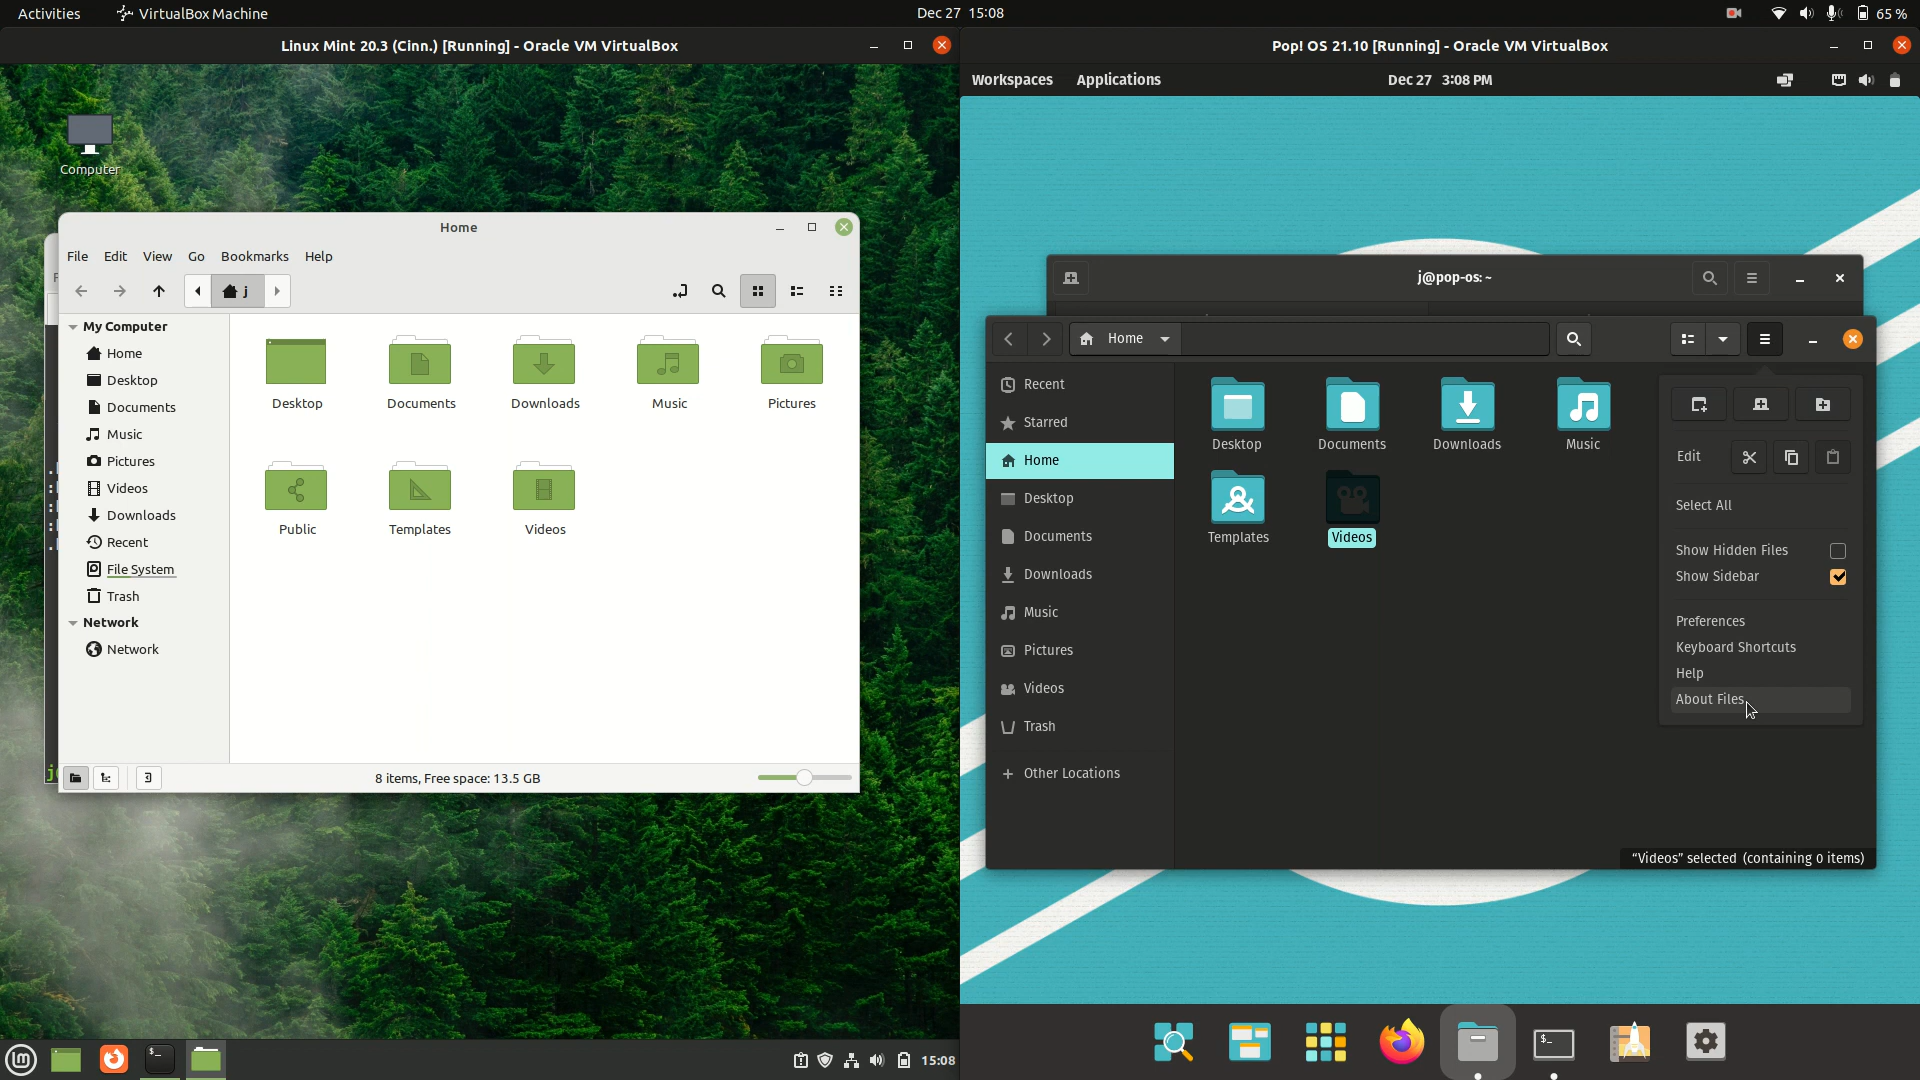 Activities
VirtualBox Machine
Dec 27 15:08
65 %
Linux Mint 20.3 (Cinn.) [Running] - Oracle VM VirtualBox
Computer
Home
File Edit View Go Bookmarks Help
j
My Computer
Home
Desktop
Documents
Music
Pictures
Videos
Downloads
Recent
File System
Trash
Network
Network
Desktop
Documents
Downloads
Music
Pictures
Public
Templates
Videos
8 items, Free space: 13.5 GB
15:08
Pop! OS 21.10 [Running] - Oracle VM VirtualBox
Workspaces
Applications
Dec 27 3:08 PM
j@pop-os: ~
Home
Recent
Starred
Home
Desktop
Documents
Downloads
Music
Pictures
Videos
Trash
Other Locations
Desktop
Documents
Downloads
Music
Templates
Videos
Edit
Select All
Show Hidden Files
Show Sidebar
Preferences
Keyboard Shortcuts
Help
About Files
"Videos" selected (containing 0 items)